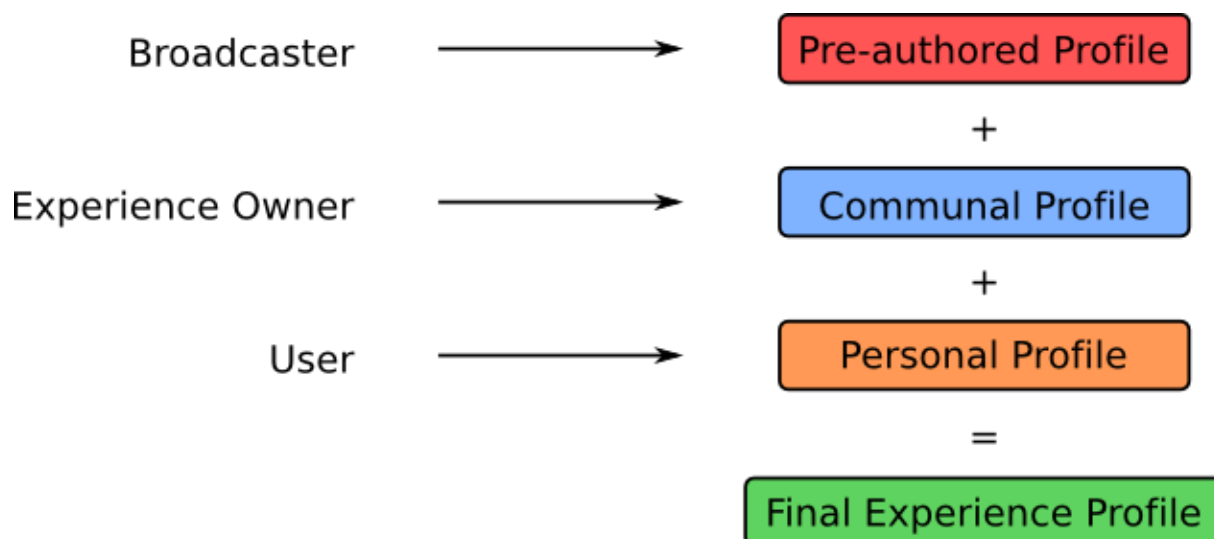 Broadcaster Pre-authored Profile
+
Experience Owner Communal Profile
+
User Personal Profile
=
Final Experience Profile